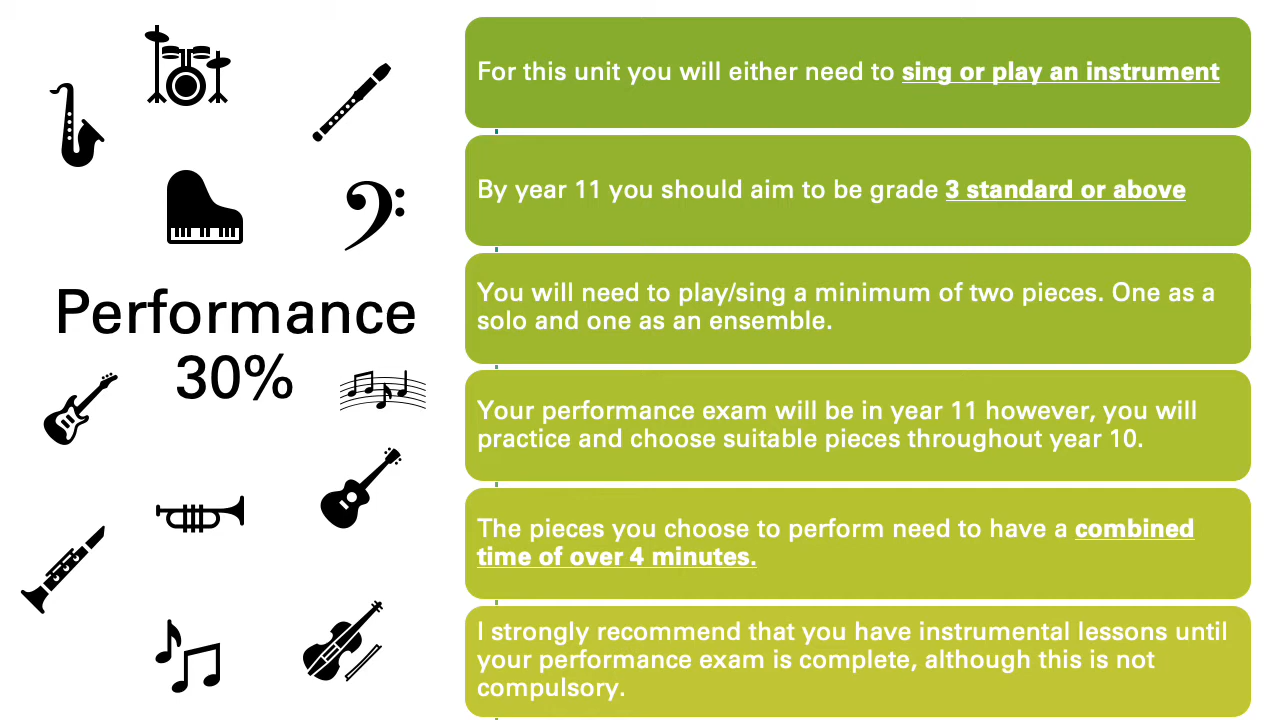 Performance
30%
For this unit you will either need to sing or play an instrument
By year 11 you should aim to be grade 3 standard or above
You will need to play/sing a minimum of two pieces. One as a
solo and one as an ensemble.
Your performance exam will be in year 11 however, you will
practice and choose suitable pieces throughout year 10.
The pieces you choose to perform need to have a combined
time of over 4 minutes.
I strongly recommend that you have instrumental lessons until
your performance exam is complete, although this is not
compulsory.